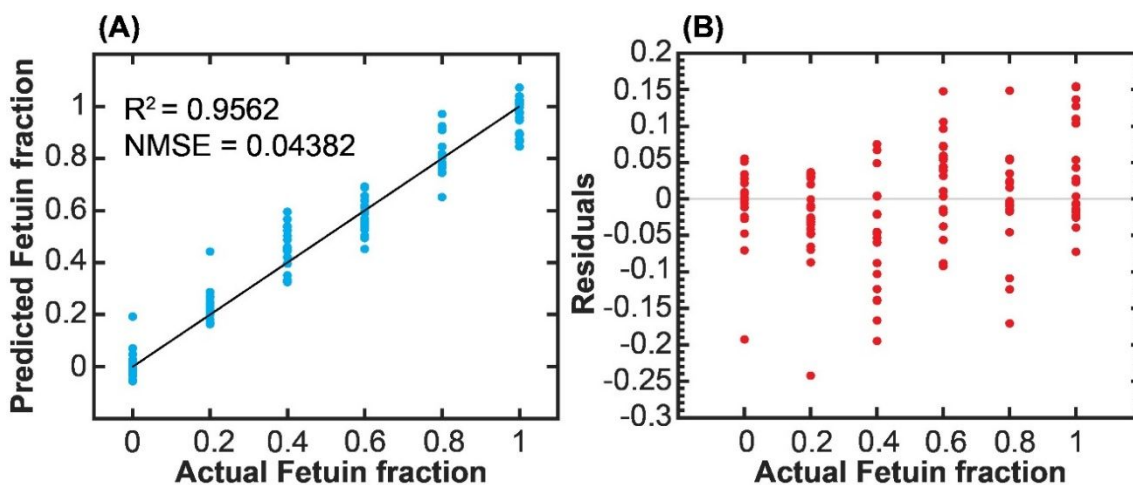 (A)
Predicted Fetuin fraction
1
0.8
0.6
0.4
0.2
0
R² = 0.9562
NMSE = 0.04382
0 0.2 0.4 0.6 0.8 1
Actual Fetuin fraction
(B)
Residuals
0.2
0.15
0.1
0.05
0
-0.05
-0.1
-0.15
-0.2
-0.25
-0.3
0 0.2 0.4 0.6 0.8 1
Actual Fetuin fraction